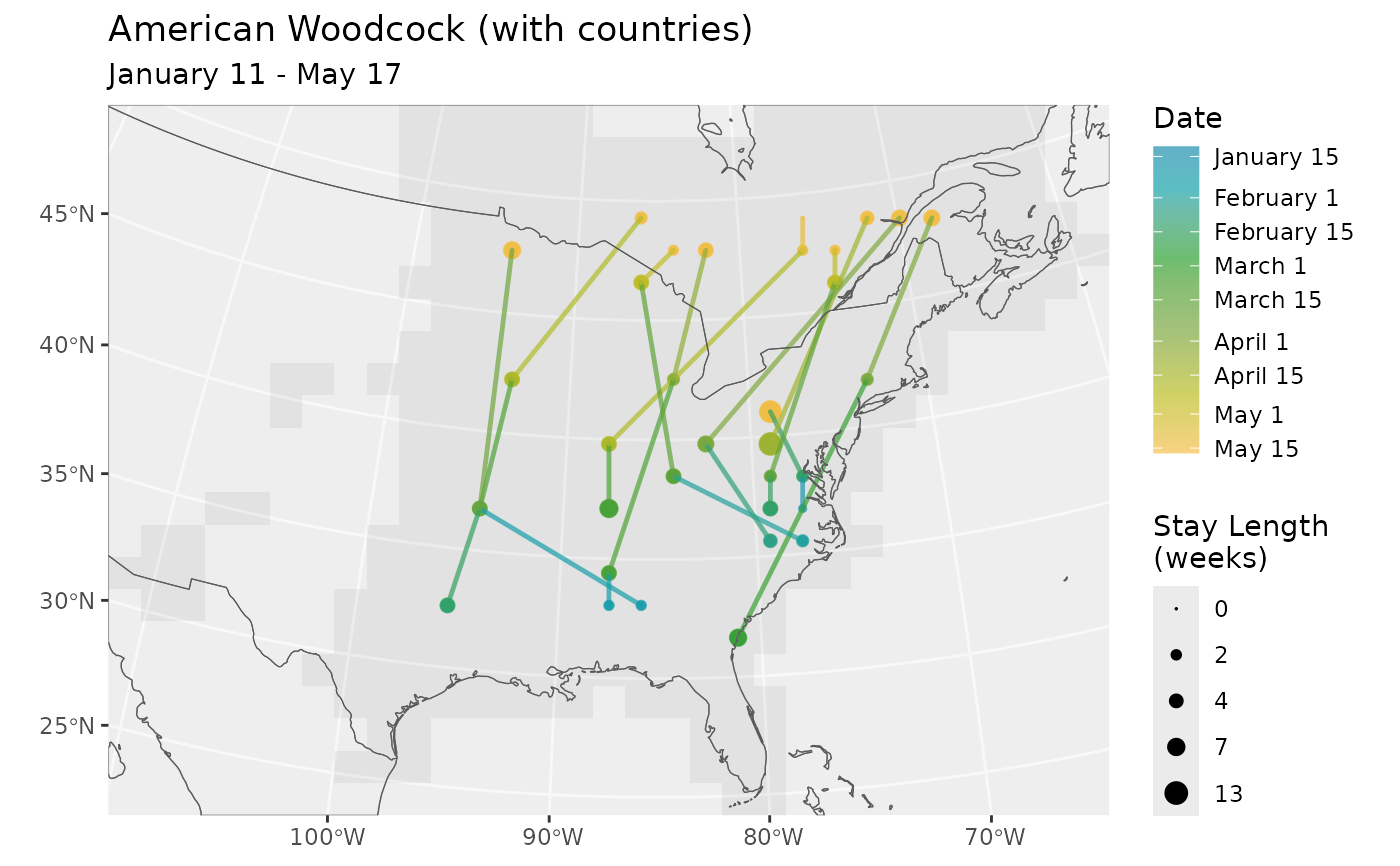 American Woodcock (with countries)
January 11 - May 17
45°N
40°N
35°N
30°N
25°N
100°W
90°W
80°W
70°W
Date
January 15
February 1
February 15
March 1
March 15
April 1
April 15
May 1
May 15
Stay Length
(weeks)
0
2
4
7
13